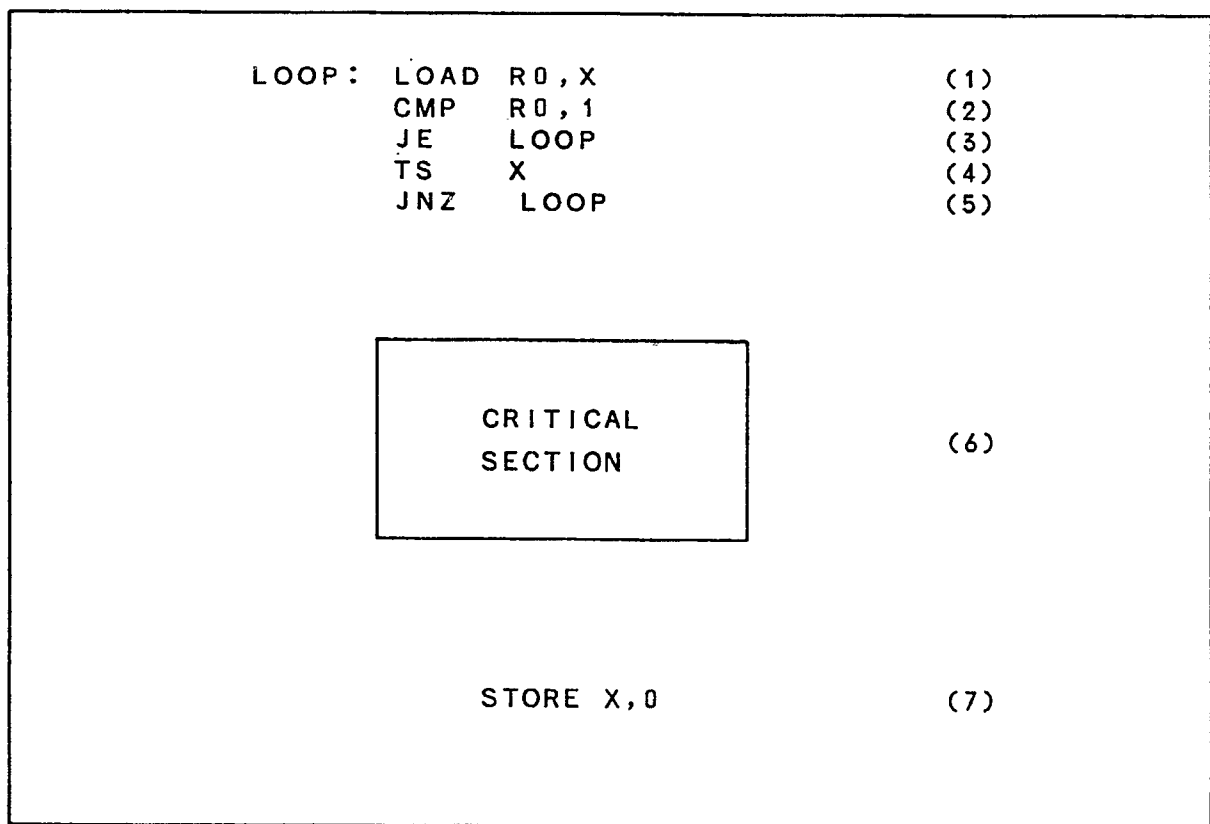 LOOP: LOAD R0,X (1)
CMP R0,1 (2)
JE LOOP (3)
TS X (4)
JNZ LOOP (5)
CRITICAL
SECTION (6)
STORE X,0 (7)